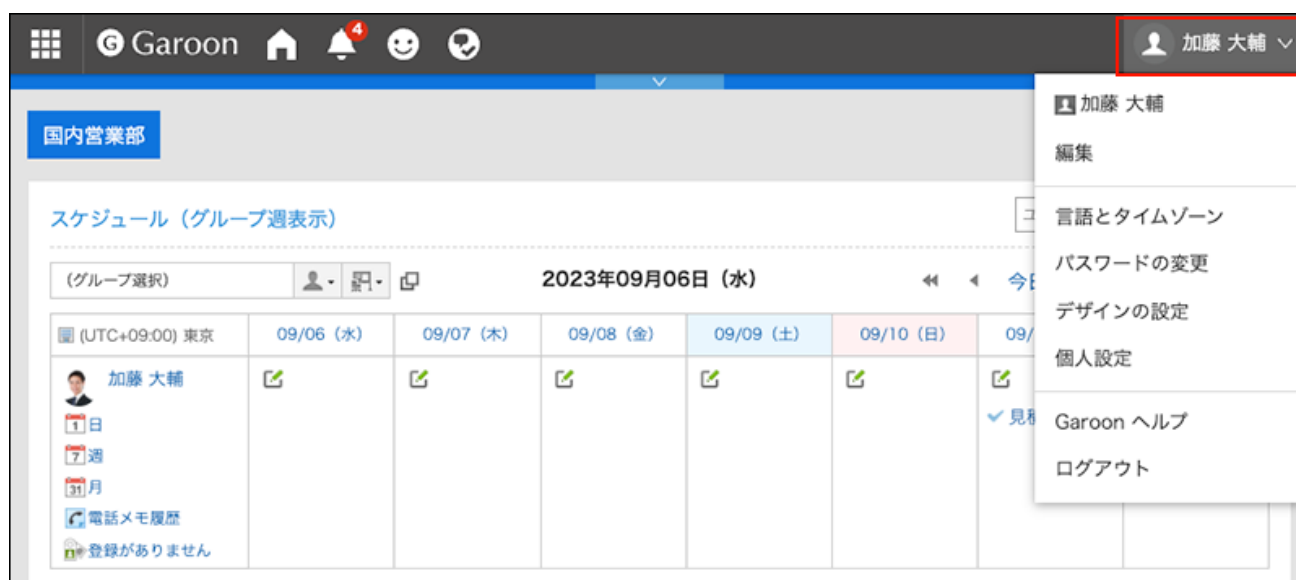 G Garoon 4 加藤 大輔
加藤 大輔
編集
言語とタイムゾーン
パスワードの変更
デザインの設定
個人設定
Garoon ヘルプ
ログアウト
国内営業部
スケジュール（グループ週表示）
(グループ選択) 2023年09月06日（水）
(UTC+09:00) 東京 09/06（水） 09/07（木） 09/08（金） 09/09（土） 09/10（日） 09/
加藤 大輔
1 日
7 週
31 月
電話メモ履歴
登録がありません